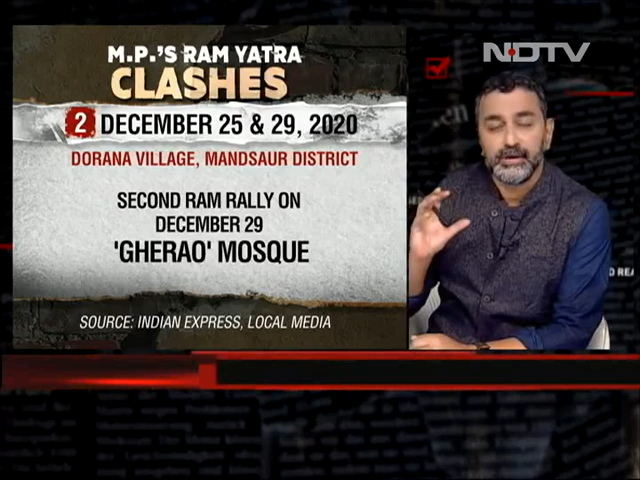 M.P.'S RAM YATRA
CLASHES
2 DECEMBER 25 & 29, 2020
DORANA VILLAGE, MANDSAUR DISTRICT
SECOND RAM RALLY ON
DECEMBER 29
'GHERAO' MOSQUE
SOURCE: INDIAN EXPRESS, LOCAL MEDIA
NDTV